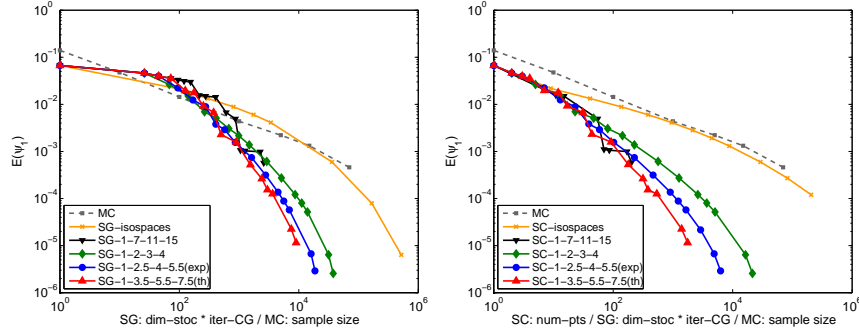 10^0
10^-1
10^-2
10^-3
10^-4
10^-5
10^-6
E(ψ_1)
MC
SG-isospaces
SG-1-7-11-15
SG-1-2-3-4
SG-1-2.5-4-5.5(exp)
SG-1-3.5-5.5-7.5(th)
10^0
10^2
10^4
10^6
SG: dim-stoc * iter-CG / MC: sample size
10^0
10^-1
10^-2
10^-3
10^-4
10^-5
10^-6
E(ψ_1)
MC
SC-isospaces
SC-1-7-11-15
SC-1-2-3-4
SC-1-2.5-4-5.5(exp)
SC-1-3.5-5.5-7.5(th)
10^0
10^2
10^4
10^6
SC: num-pts / SG: dim-stoc * iter-CG / MC: sample size